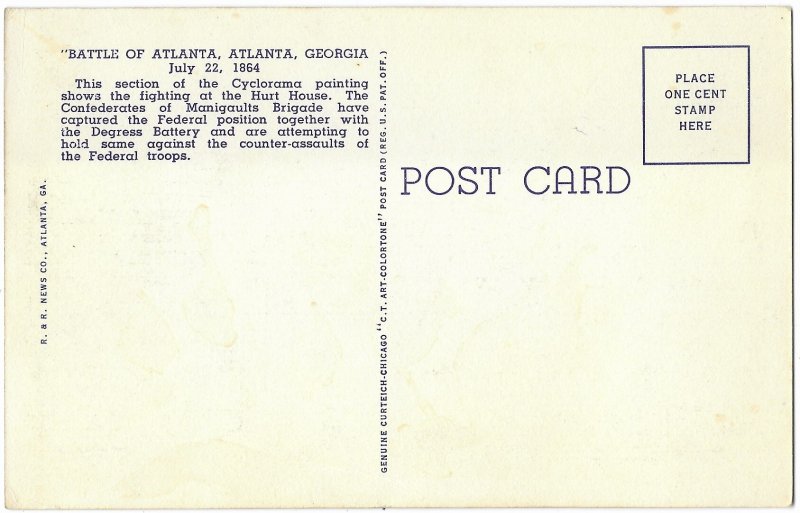 "BATTLE OF ATLANTA, ATLANTA, GEORGIA
July 22, 1864
This section of the Cyclorama painting
shows the fighting at the Hurt House. The
Confederates of Manigaults Brigade have
captured the Federal position together with
the Degress Battery and are attempting to
hold same against the counter-assaults of
the Federal troops.
R. & R. NEWS CO., ATLANTA, GA.
GENUINE CURTEICH-CHICAGO "C.T. ART-COLORTONE" POST CARD (REG. U.S. PAT. OFF.)
POST CARD
PLACE
ONE CENT
STAMP
HERE